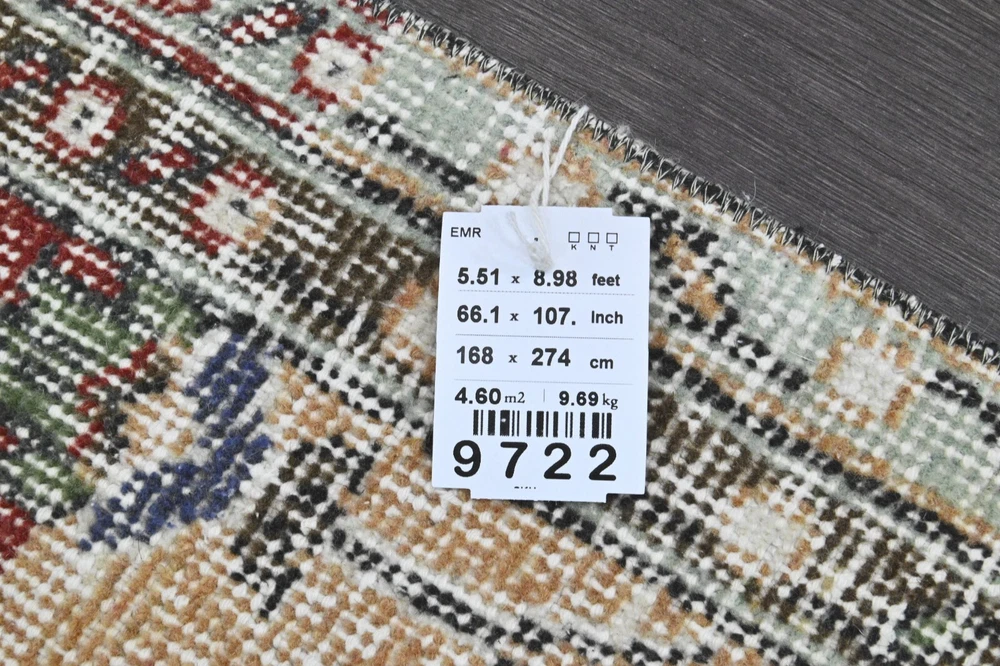 EMR
K N T
5.51 x 8.98 feet
66.1 x 107. Inch
168 x 274 cm
4.60 m2 | 9.69 kg
9722